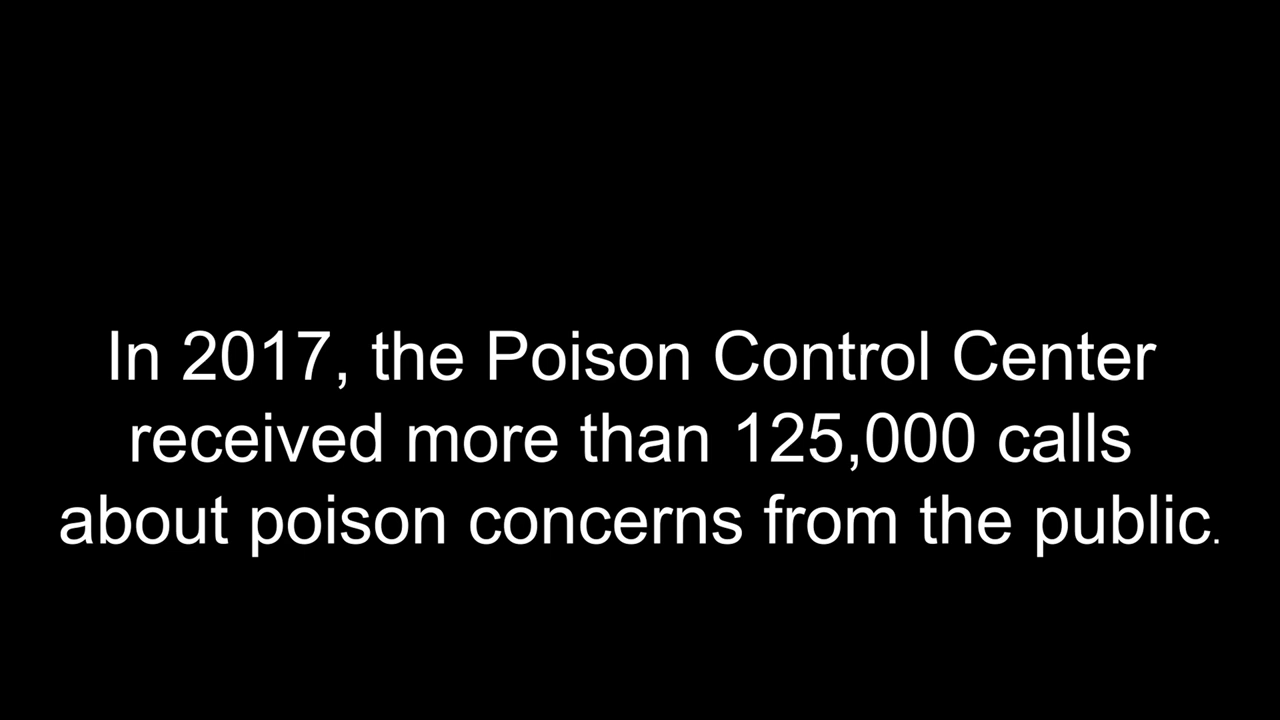 In 2017, the Poison Control Center
received more than 125,000 calls
about poison concerns from the public.